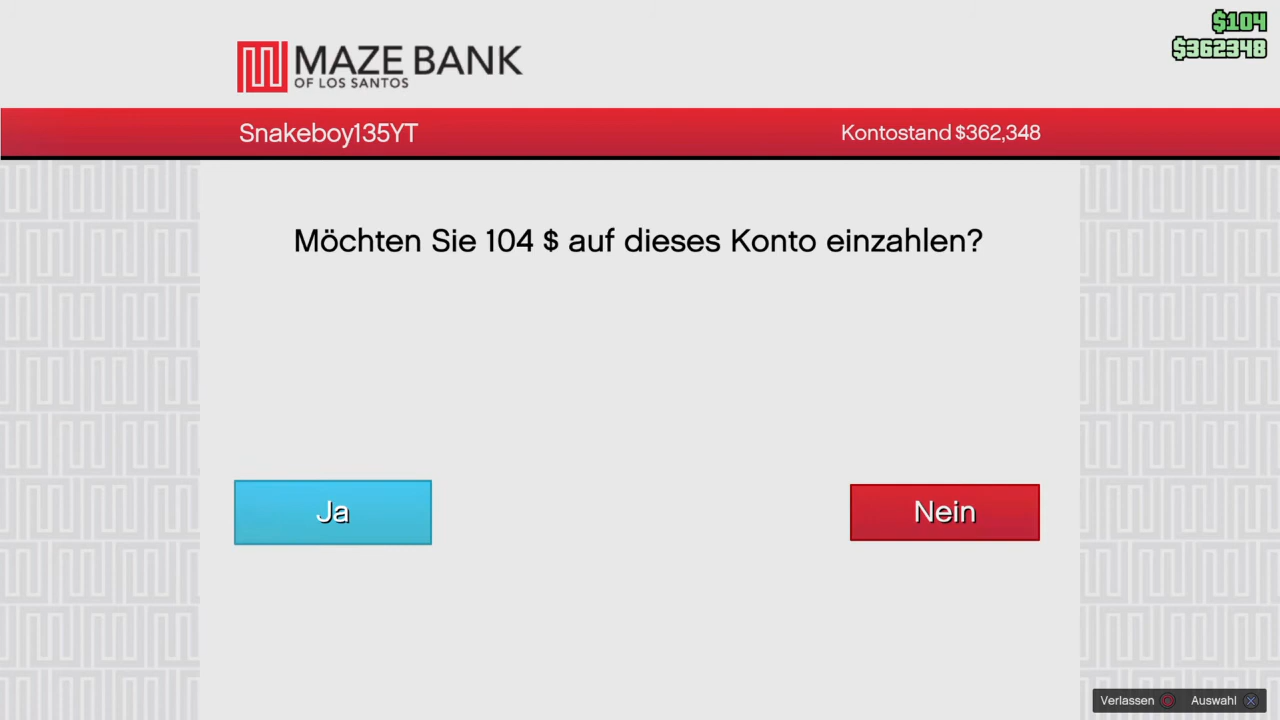 $104
$362348
MAZE BANK
OF LOS SANTOS
Snakeboy135YT
Kontostand $362,348
Möchten Sie 104 $ auf dieses Konto einzahlen?
Ja
Nein
Verlassen
Auswahl